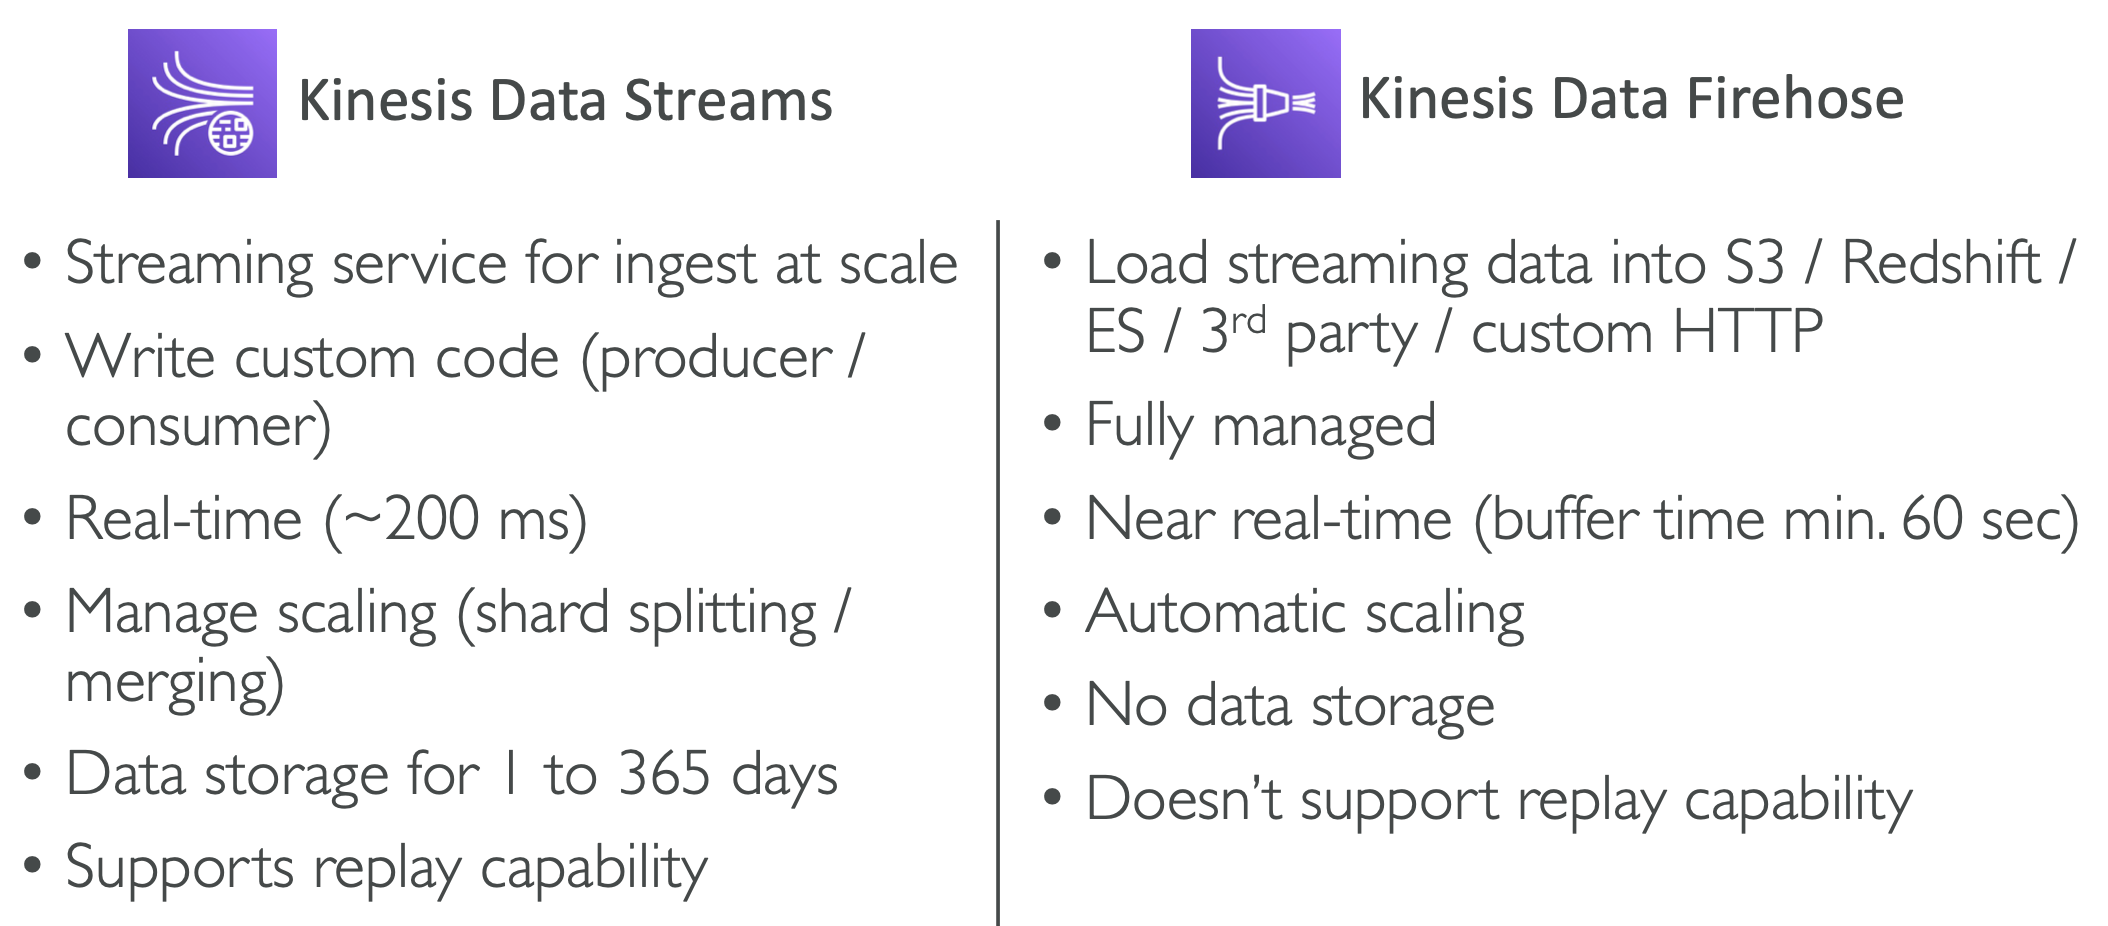 Kinesis Data Streams
• Streaming service for ingest at scale
• Write custom code (producer /
consumer)
• Real-time (~200 ms)
• Manage scaling (shard splitting /
merging)
• Data storage for 1 to 365 days
• Supports replay capability
Kinesis Data Firehose
• Load streaming data into S3 / Redshift /
ES / 3rd party / custom HTTP
• Fully managed
• Near real-time (buffer time min. 60 sec)
• Automatic scaling
• No data storage
• Doesn’t support replay capability